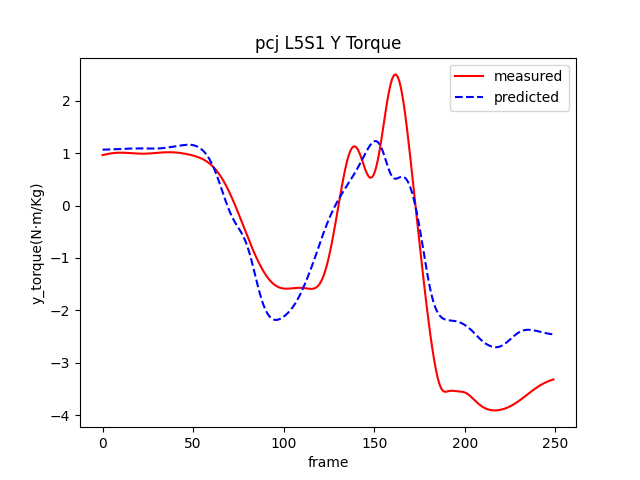 pcj L5S1 Y Torque
measured
predicted
y_torque(N·m/Kg)
2
1
0
−1
−2
−3
−4
0 50 100 150 200 250
frame